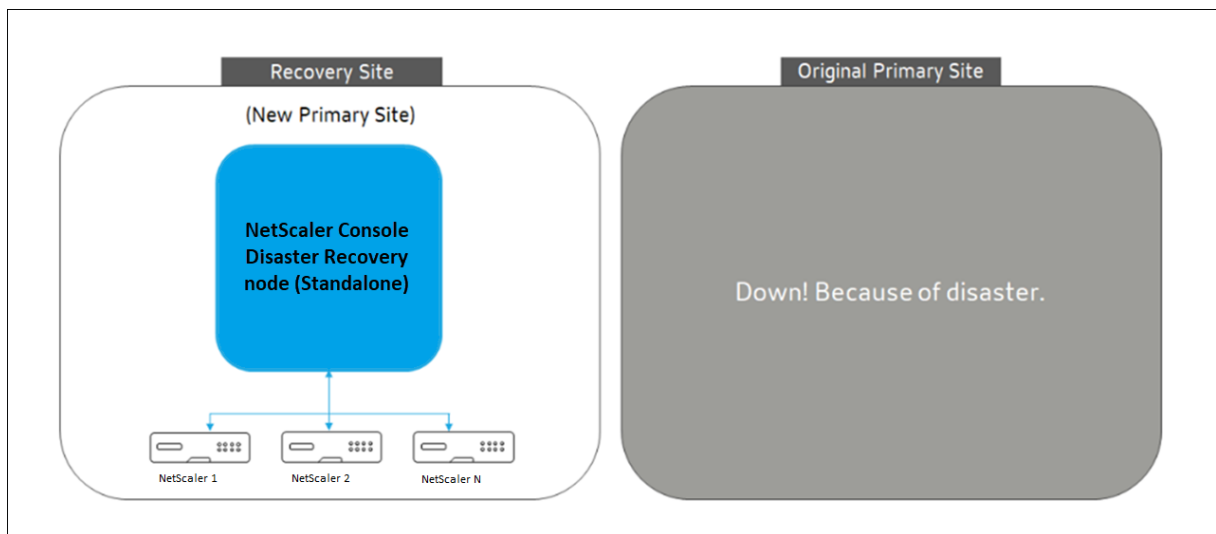 Recovery Site
(New Primary Site)
NetScaler Console
Disaster Recovery
node (Standalone)
NetScaler 1
NetScaler 2
NetScaler N
Original Primary Site
Down! Because of disaster.